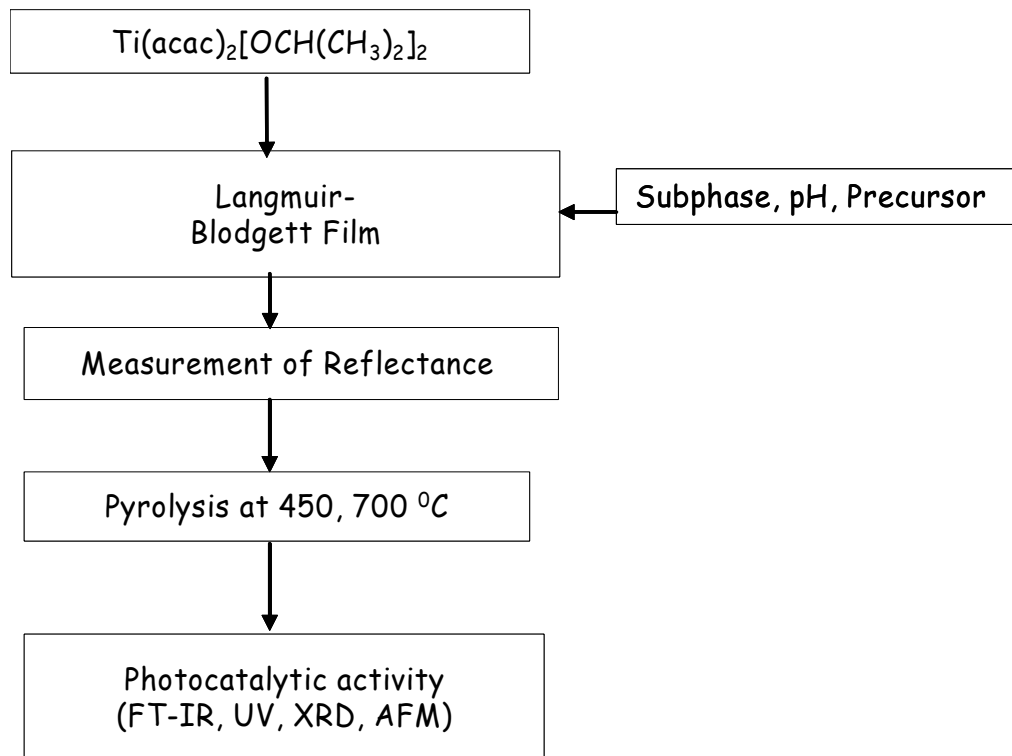 Ti(acac)₂[OCH(CH₃)₂]₂
Langmuir-
Blodgett Film
Subphase, pH, Precursor
Measurement of Reflectance
Pyrolysis at 450, 700 ⁰C
Photocatalytic activity
(FT-IR, UV, XRD, AFM)